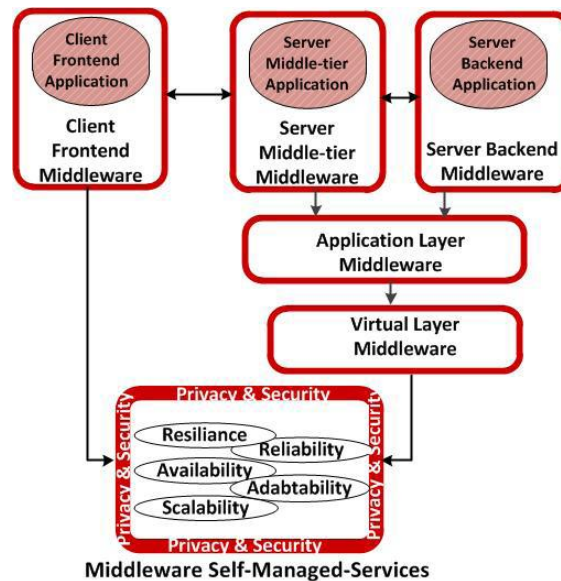 Client
Frontend
Application
Client
Frontend
Middleware
Server
Middle-tier
Application
Server
Middle-tier
Middleware
Server
Backend
Application
Server Backend
Middleware
Application Layer
Middleware
Virtual Layer
Middleware
Privacy & Security
Privacy & Security
Resiliance
Reliability
Availability
Adabtability
Scalability
Privacy & Security
Privacy & Security
Middleware Self-Managed-Services